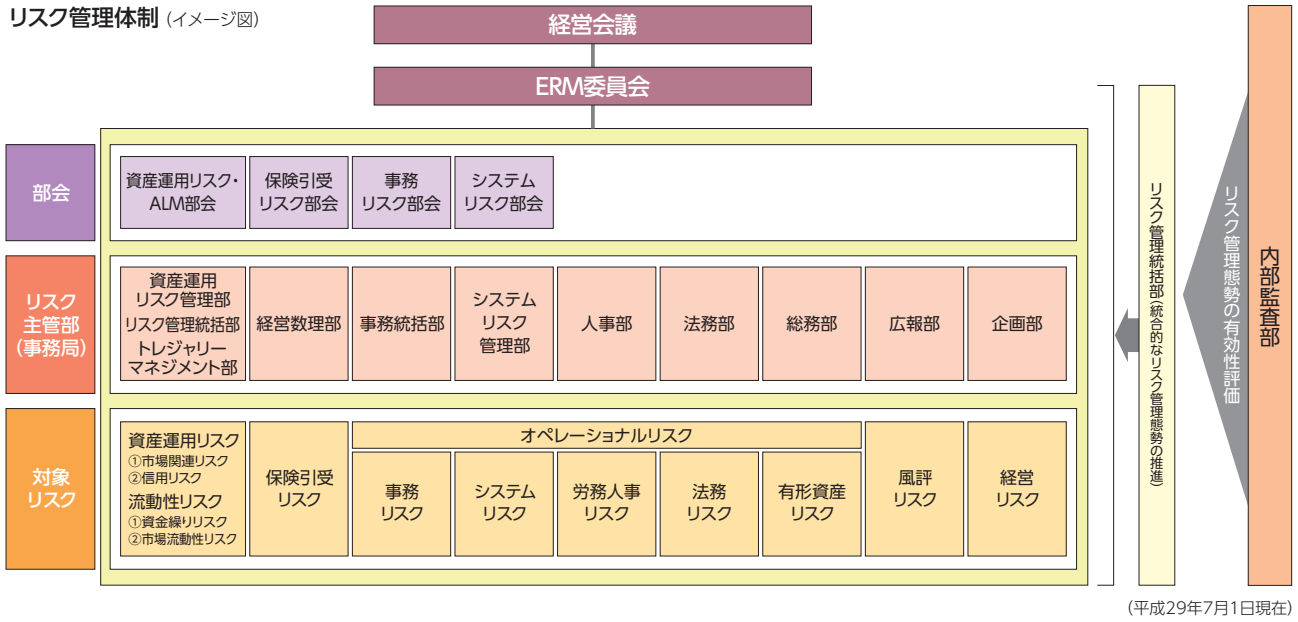 リスク管理体制 (イメージ図)
経営会議
ERM委員会
部会
資産運用リスク・
ALM部会
保険引受
リスク部会
事務
リスク部会
システム
リスク部会
リスク
主管部
(事務局)
資産運用
リスク管理部
リスク管理統括部
トレジャリー
マネジメント部
経営数理部
事務統括部
システム
リスク
管理部
人事部
法務部
総務部
広報部
企画部
対象
リスク
資産運用リスク
①市場関連リスク
②信用リスク
流動性リスク
①資金繰りリスク
②市場流動性リスク
保険引受
リスク
オペレーショナルリスク
事務
リスク
システム
リスク
労務人事
リスク
法務
リスク
有形資産
リスク
風評
リスク
経営
リスク
リスク管理統括部(統合的なリスク管理態勢の推進)
リスク管理態勢の有効性評価
内部監査部
(平成29年7月1日現在)